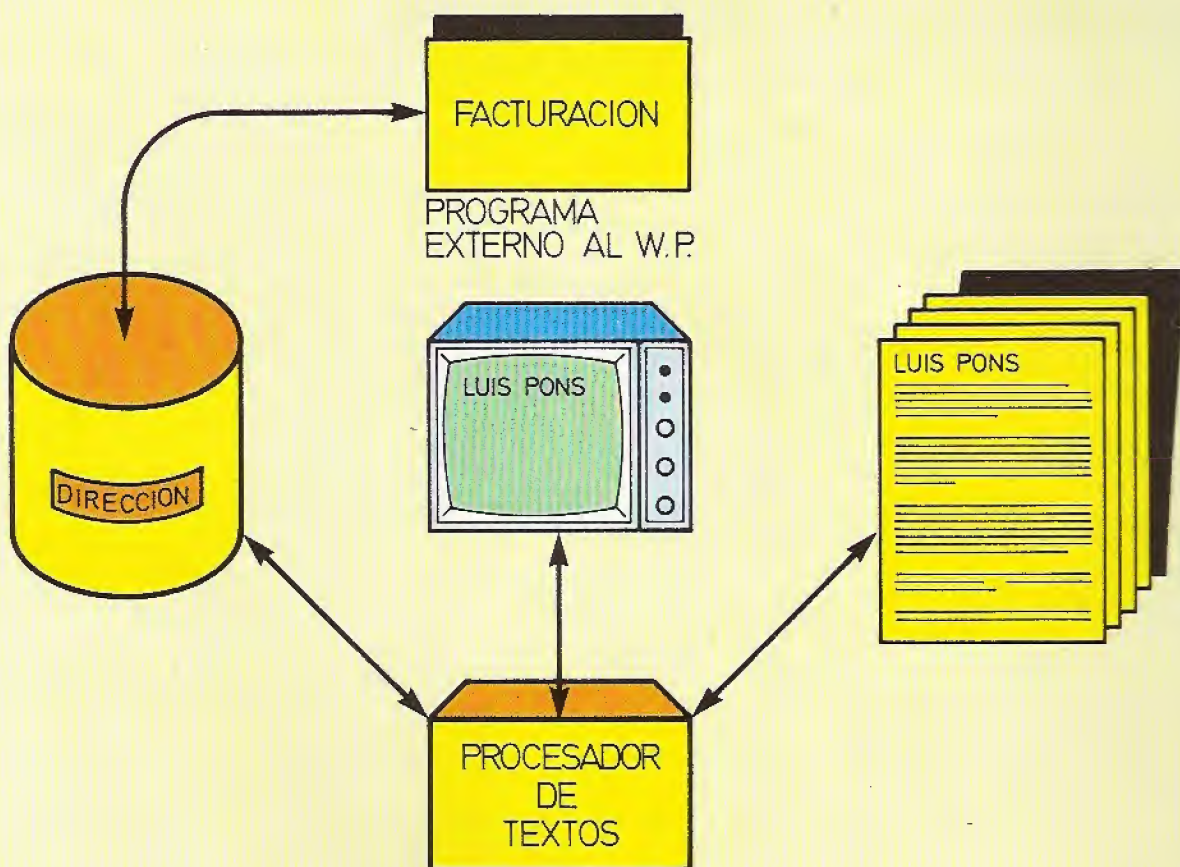 FACTURACION
PROGRAMA
EXTERNO AL W.P.
LUIS PONS
LUIS PONS
DIRECCION
PROCESADOR
DE
TEXTOS